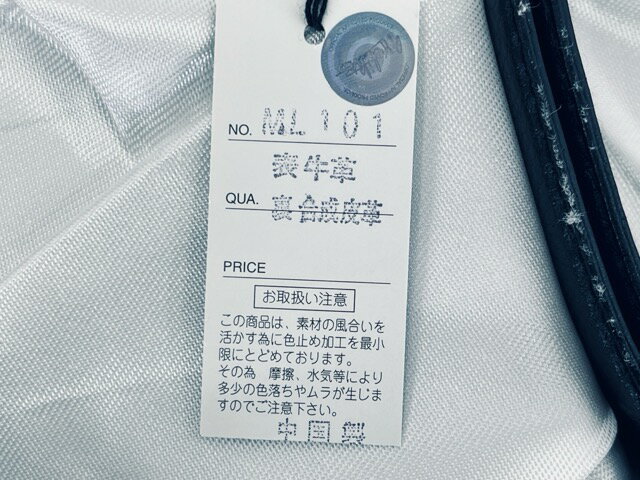 NO. ML101
表牛革
QUA. 裏合成皮革
PRICE
お取扱い注意
この商品は、素材の風合いを
活かす為に色止め加工を最小
限にとどめております。
その為 摩擦、水気等により
多少の色落ちやムラが生じま
すのでご注意下さい。
中国製